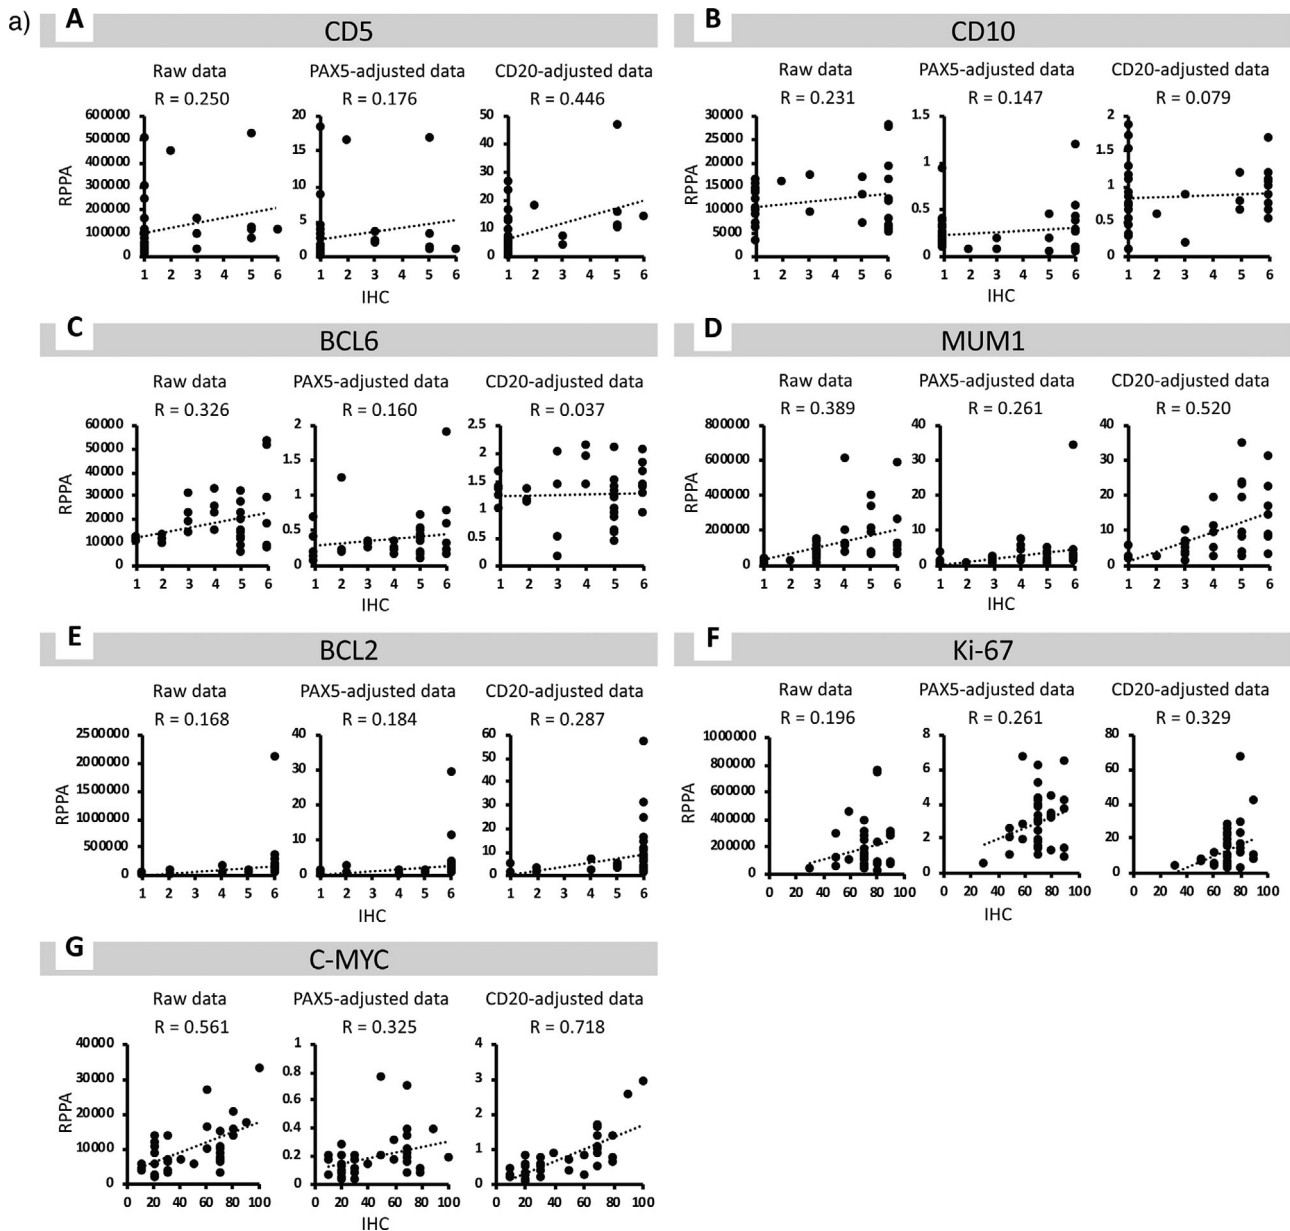 a)
A
CD5
Raw data
R = 0.250
PAX5-adjusted data
R = 0.176
CD20-adjusted data
R = 0.446
RPPA
600000
500000
400000
300000
200000
100000
0
1 2 3 4 5 6
20
15
10
5
0
1 2 3 4 5 6
50
40
30
20
10
0
1 2 3 4 5 6
IHC
B
CD10
Raw data
R = 0.231
PAX5-adjusted data
R = 0.147
CD20-adjusted data
R = 0.079
RPPA
30000
25000
20000
15000
10000
5000
0
1 2 3 4 5 6
1.5
1
0.5
0
1 2 3 4 5 6
2
1.5
1
0.5
0
1 2 3 4 5 6
IHC
C
BCL6
Raw data
R = 0.326
PAX5-adjusted data
R = 0.160
CD20-adjusted data
R = 0.037
RPPA
60000
50000
40000
30000
20000
10000
0
1 2 3 4 5 6
2
1.5
1
0.5
0
1 2 3 4 5 6
2.5
2
1.5
1
0.5
0
1 2 3 4 5 6
IHC
D
MUM1
Raw data
R = 0.389
PAX5-adjusted data
R = 0.261
CD20-adjusted data
R = 0.520
RPPA
800000
600000
400000
200000
0
1 2 3 4 5 6
40
30
20
10
0
1 2 3 4 5 6
40
30
20
10
0
1 2 3 4 5 6
IHC
E
BCL2
Raw data
R = 0.168
PAX5-adjusted data
R = 0.184
CD20-adjusted data
R = 0.287
RPPA
2500000
2000000
1500000
1000000
500000
0
1 2 3 4 5 6
40
30
20
10
0
1 2 3 4 5 6
60
50
40
30
20
10
0
1 2 3 4 5 6
IHC
F
Ki-67
Raw data
R = 0.196
PAX5-adjusted data
R = 0.261
CD20-adjusted data
R = 0.329
RPPA
1000000
800000
600000
400000
200000
0
0 20 40 60 80 100
8
6
4
2
0
0 20 40 60 80 100
80
60
40
20
0
0 20 40 60 80 100
IHC
G
C-MYC
Raw data
R = 0.561
PAX5-adjusted data
R = 0.325
CD20-adjusted data
R = 0.718
RPPA
40000
30000
20000
10000
0
0 20 40 60 80 100
1
0.8
0.6
0.4
0.2
0
0 20 40 60 80 100
4
3
2
1
0
0 20 40 60 80 100
IHC